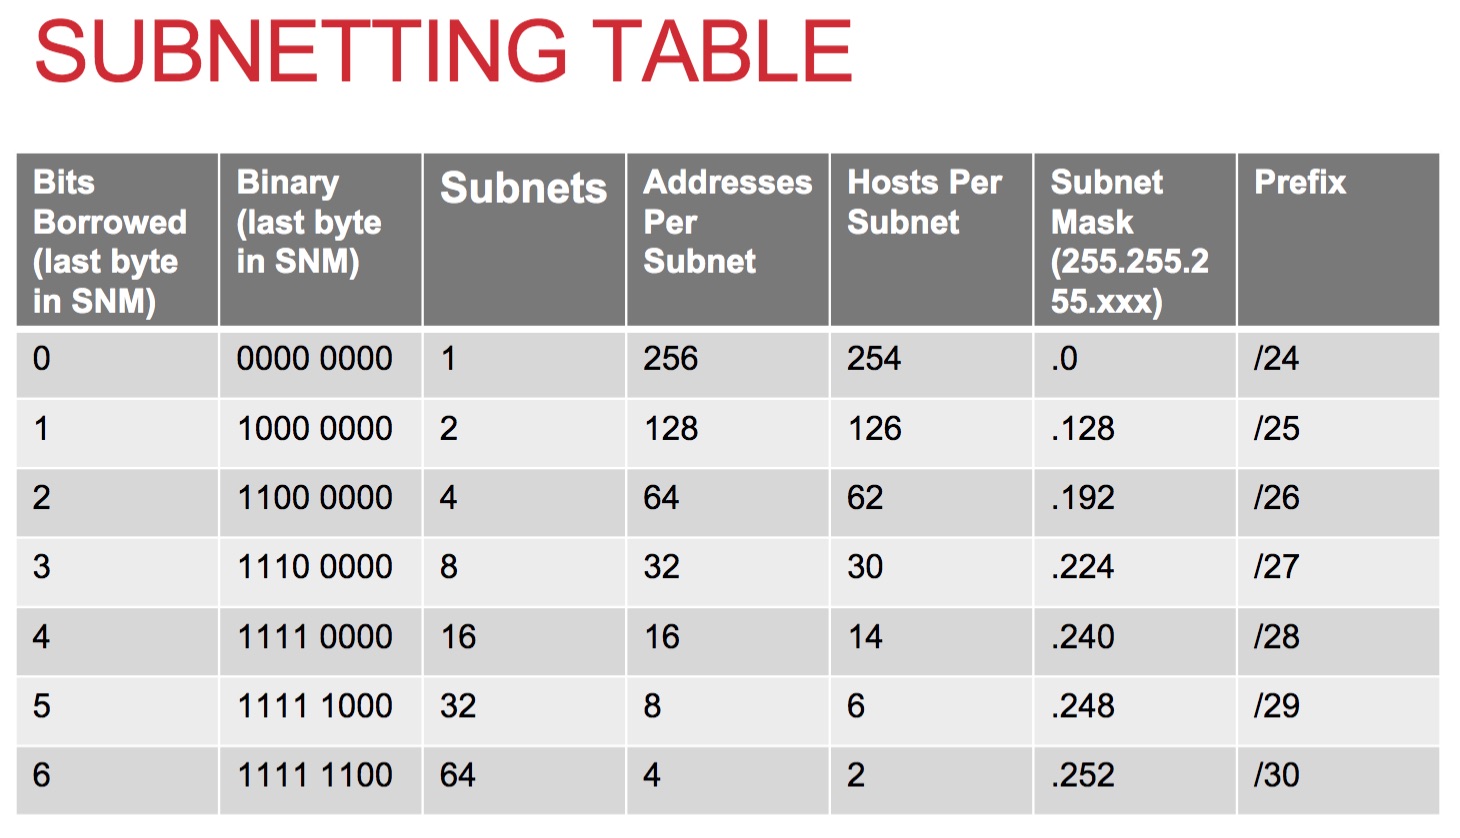 SUBNETTING TABLE
Bits Borrowed (last byte in SNM) Binary (last byte in SNM) Subnets Addresses Per Subnet Hosts Per Subnet Subnet Mask (255.255.255.xxx) Prefix
0 0000 0000 1 256 254 .0 /24
1 1000 0000 2 128 126 .128 /25
2 1100 0000 4 64 62 .192 /26
3 1110 0000 8 32 30 .224 /27
4 1111 0000 16 16 14 .240 /28
5 1111 1000 32 8 6 .248 /29
6 1111 1100 64 4 2 .252 /30